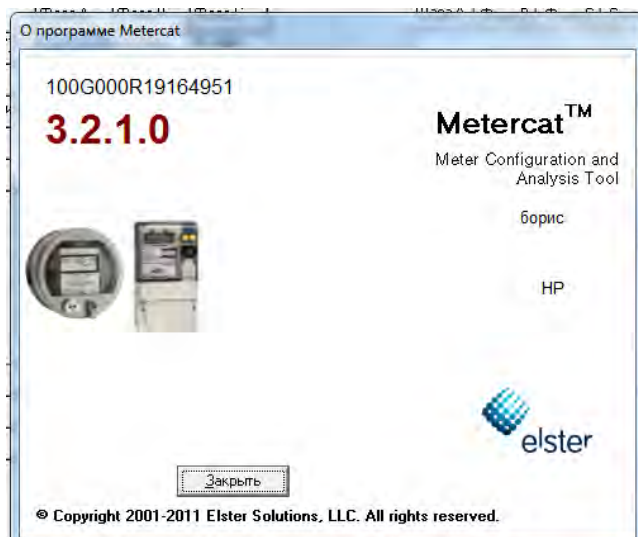 О программе Metercat
100G000R19164951
3.2.1.0
Metercat™
Meter Configuration and
Analysis Tool
борис
HP
elster
Закрыть
© Copyright 2001-2011 Elster Solutions, LLC. All rights reserved.